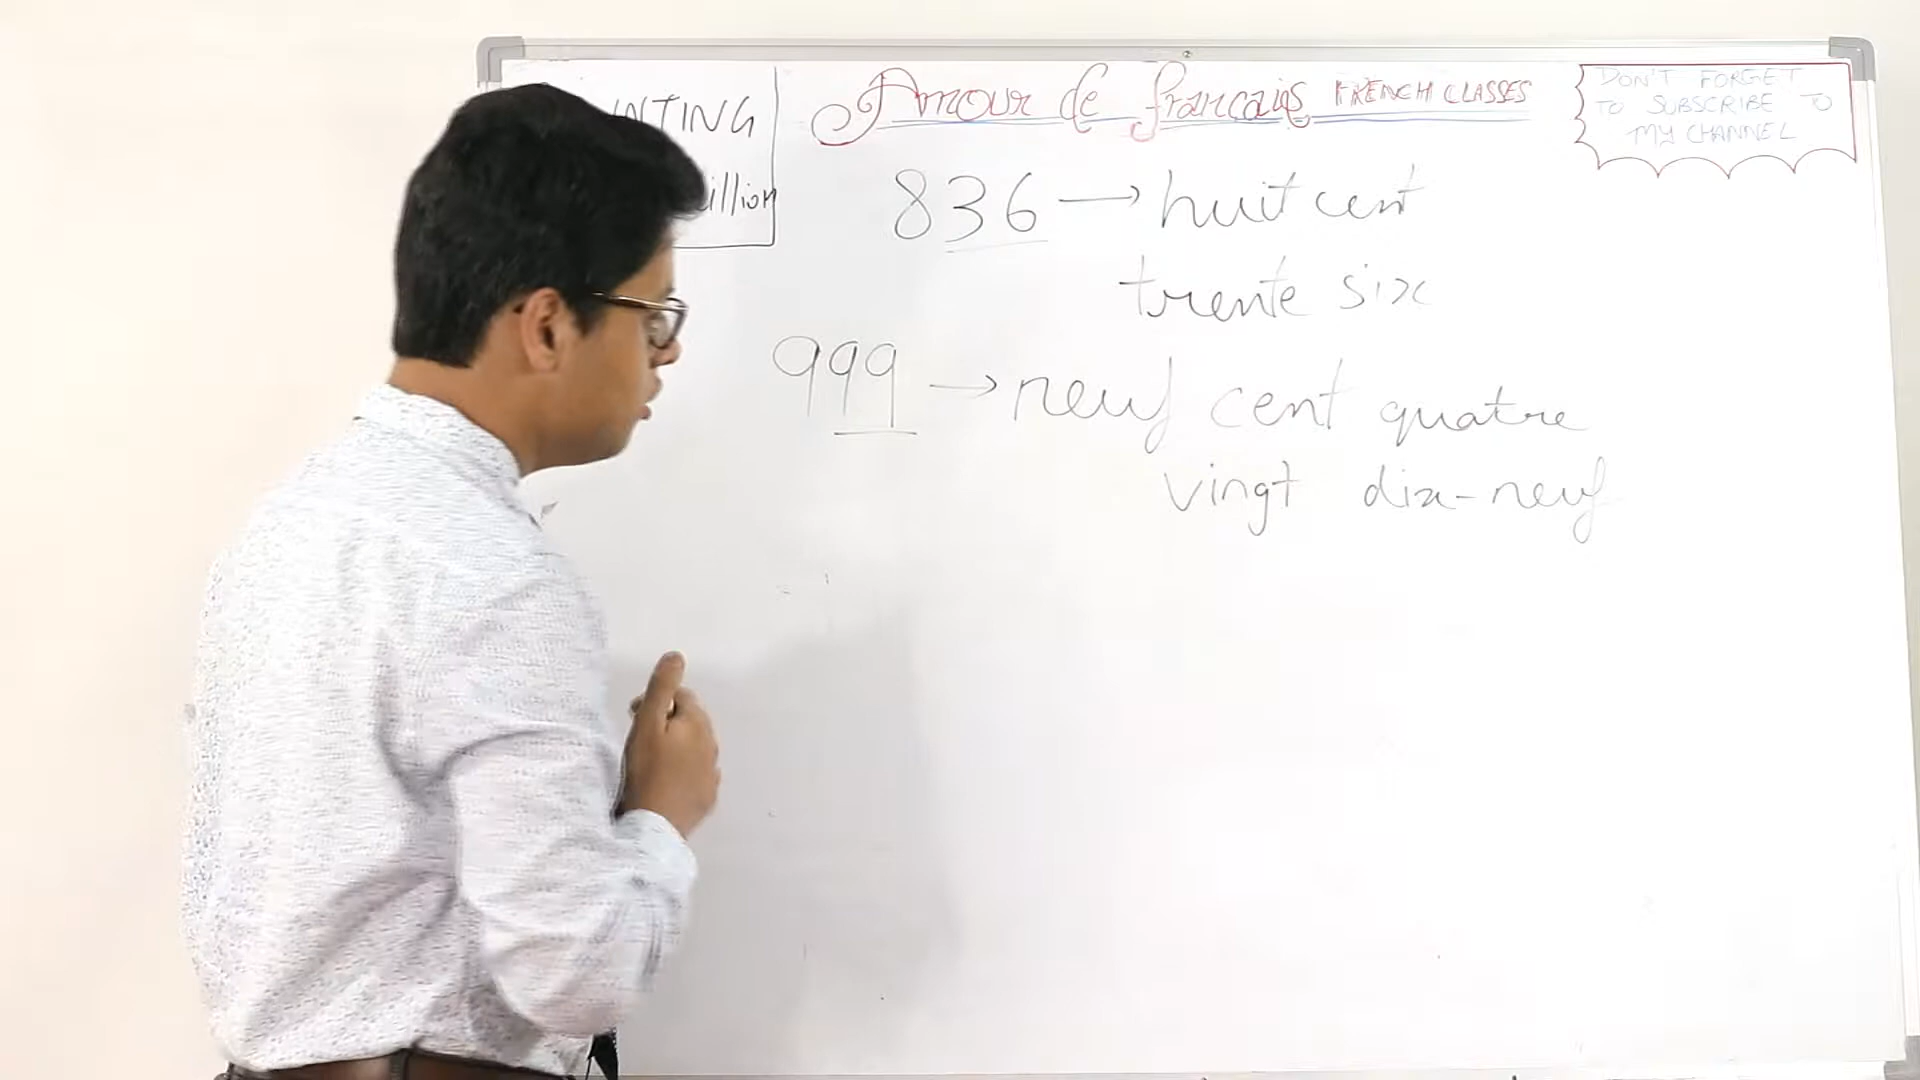 NTING
illion
Amour de francais FRENCH CLASSES
DON'T FORGET
TO SUBSCRIBE TO
MY CHANNEL
836 → huit cent
trente six
999 → neuf cent quatre
vingt dix-neuf